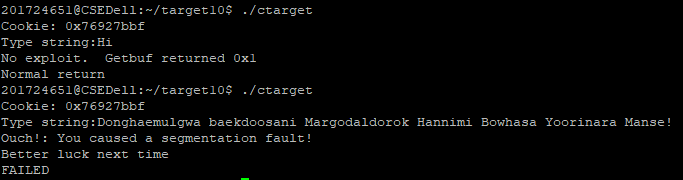 201724651@CSEDell:~/target10$ ./ctarget
Cookie: 0x76927bbf
Type string:Hi
No exploit.  Getbuf returned 0x1
Normal return
201724651@CSEDell:~/target10$ ./ctarget
Cookie: 0x76927bbf
Type string:Donghaemulgwa baekdoosani Margodaldorok Hannimi Bowhasa Yoorinara Manse!
Ouch!: You caused a segmentation fault!
Better luck next time
FAILED